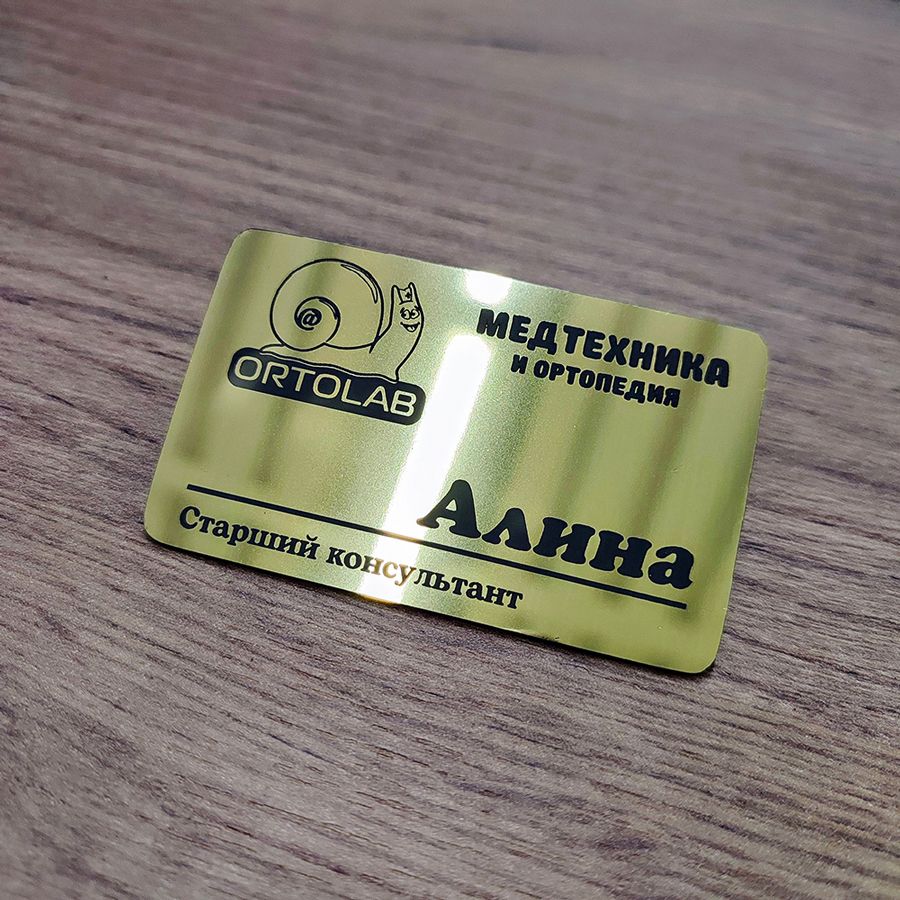 @
ORTOLAB
МЕДТЕХНИКА
И ОРТОПЕДИЯ
Алина
Старший консультант